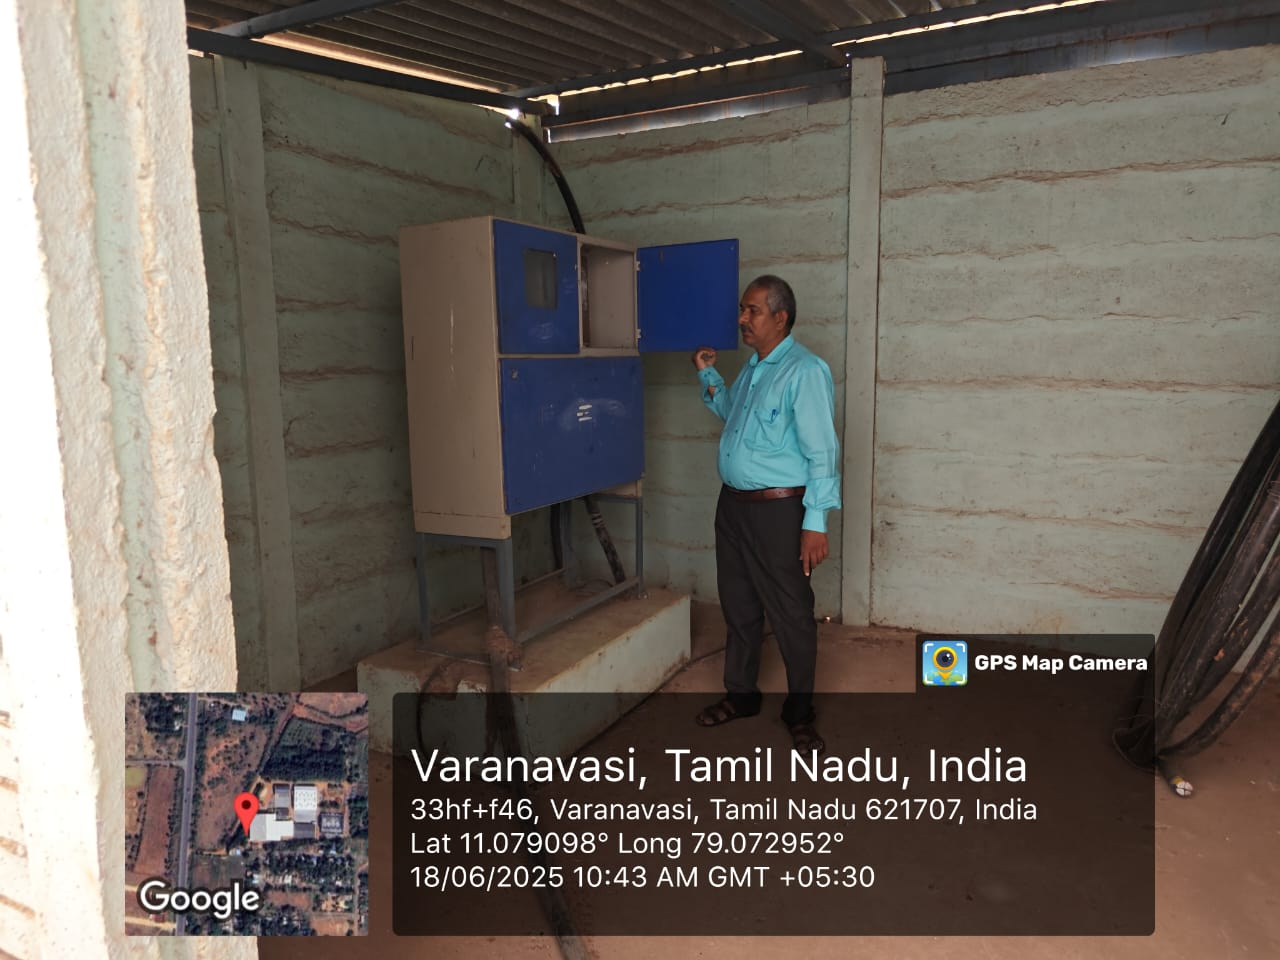 GPS Map Camera
Varanavasi, Tamil Nadu, India
33hf+f46, Varanavasi, Tamil Nadu 621707, India
Lat 11.079098° Long 79.072952°
18/06/2025 10:43 AM GMT +05:30
Google